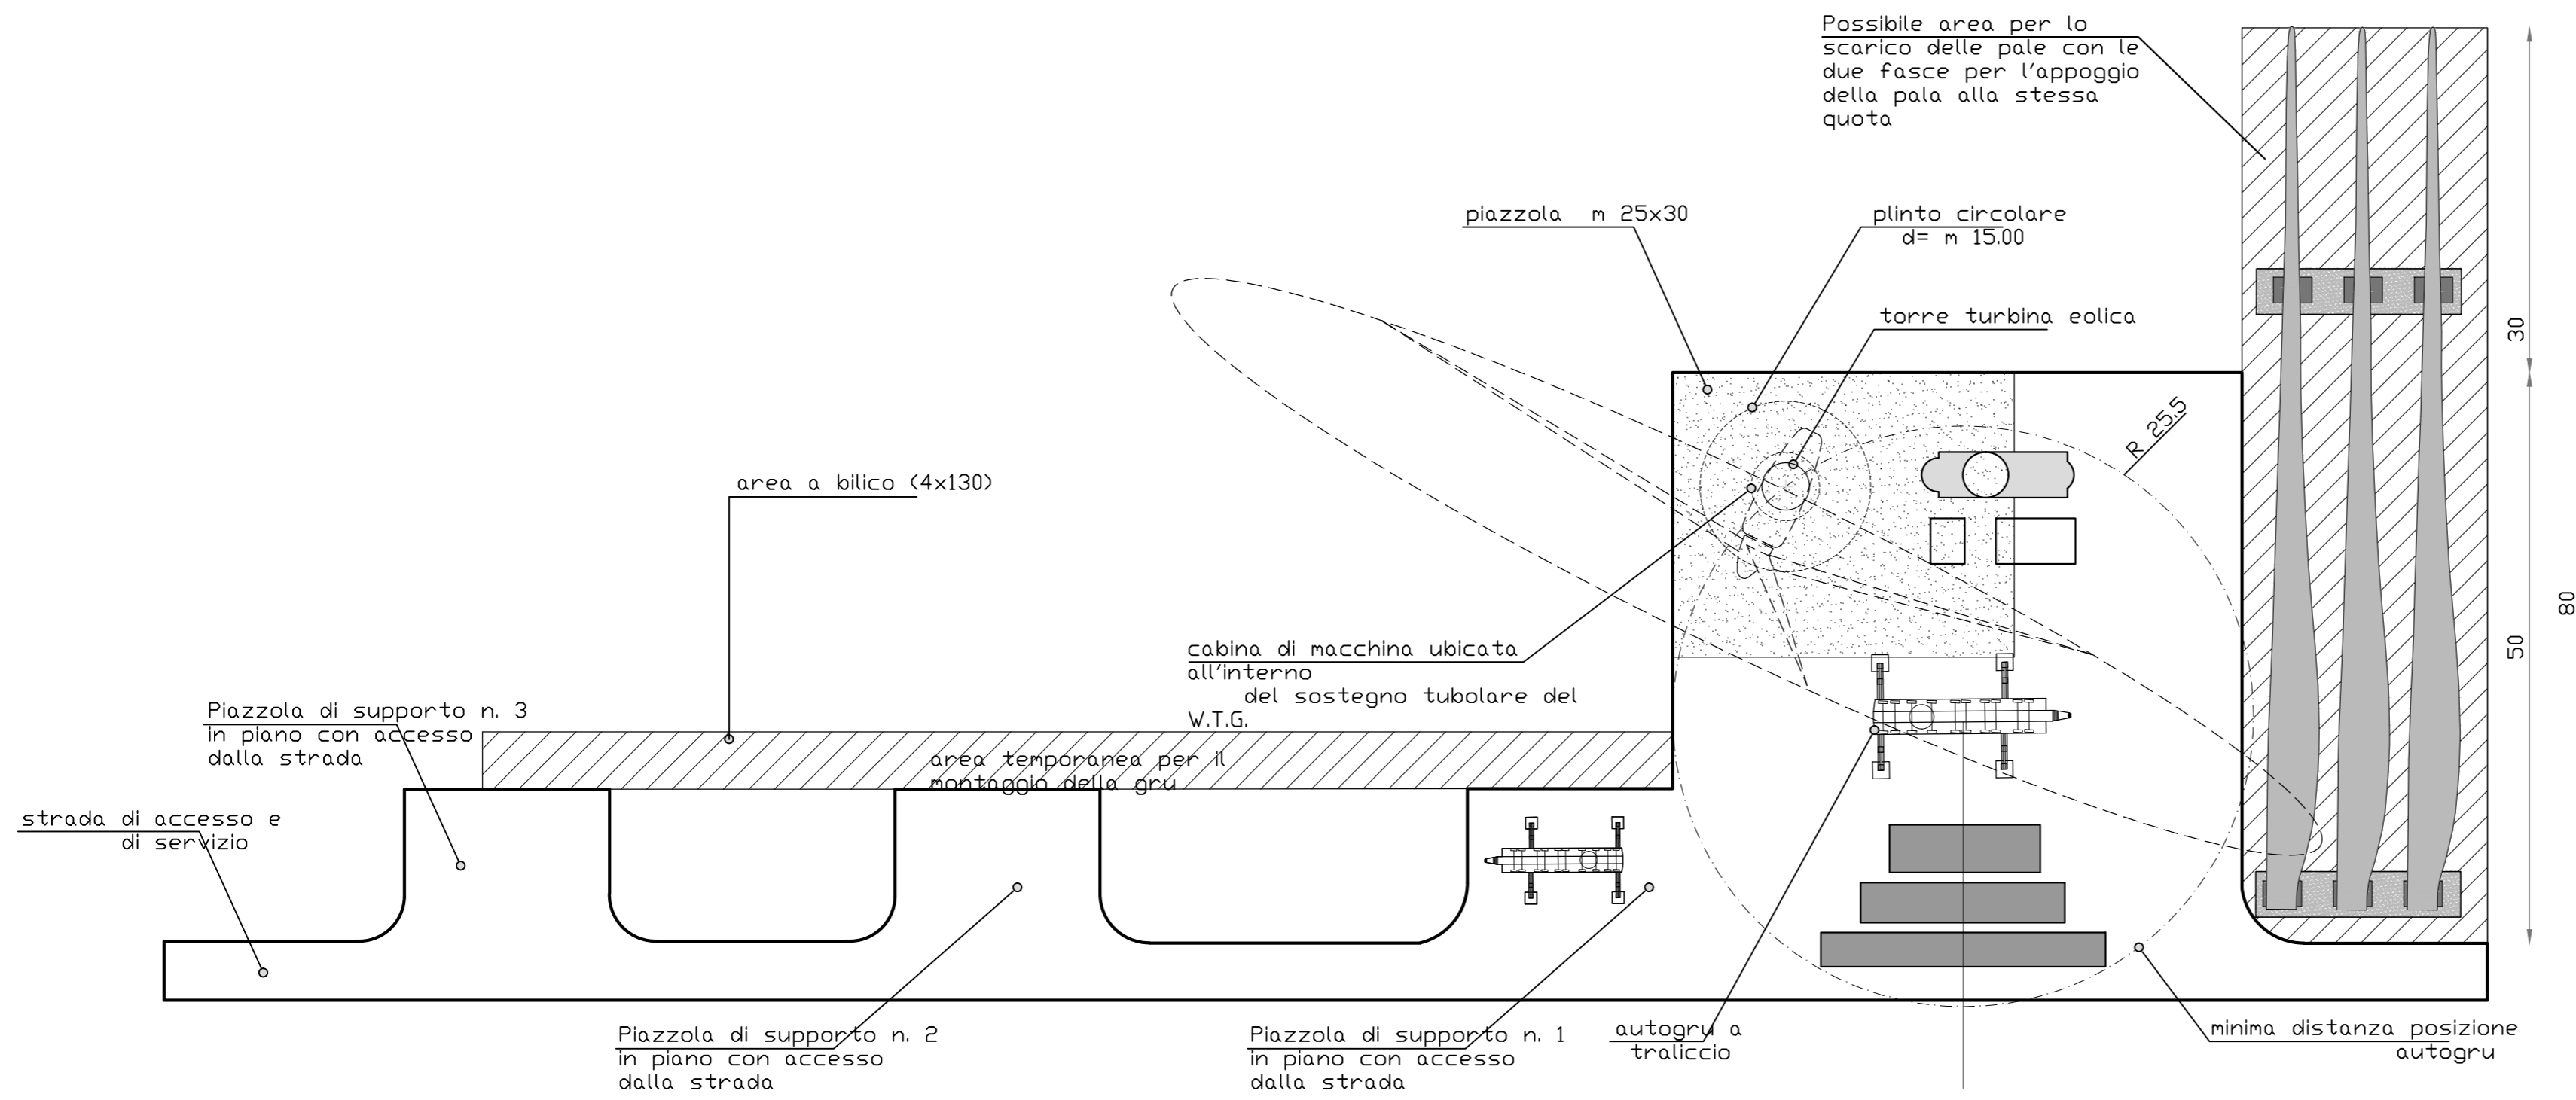 Possibile area per lo
scarico delle pale con le
due fasce per l'appoggio
della pala alla stessa
quota
piazzola m 25x30
plinto circolare
d= m 15.00
torre turbina eolica
30
R 25.5
area a bilico (4x130)
50
80
cabina di macchina ubicata
all'interno
del sostegno tubolare del
W.T.G.
Piazzola di supporto n. 3
in piano con accesso
dalla strada
area temporanea per il
montaggio della gru
strada di accesso e
di servizio
Piazzola di supporto n. 2
in piano con accesso
dalla strada
Piazzola di supporto n. 1
in piano con accesso
dalla strada
autogru a
traliccio
minima distanza posizione
autogru